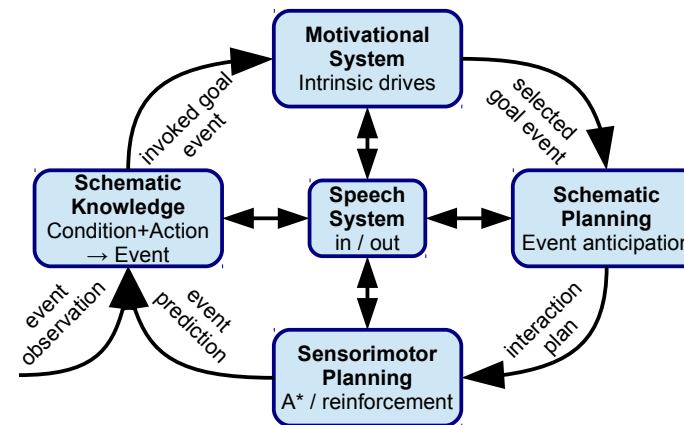 Motivational
System
Intrinsic drives
invoked goal
event
selected
goal event
Schematic
Knowledge
Condition+Action
→ Event
Speech
System
in / out
Schematic
Planning
Event anticipation
event
observation
event
prediction
interaction
plan
Sensorimotor
Planning
A* / reinforcement